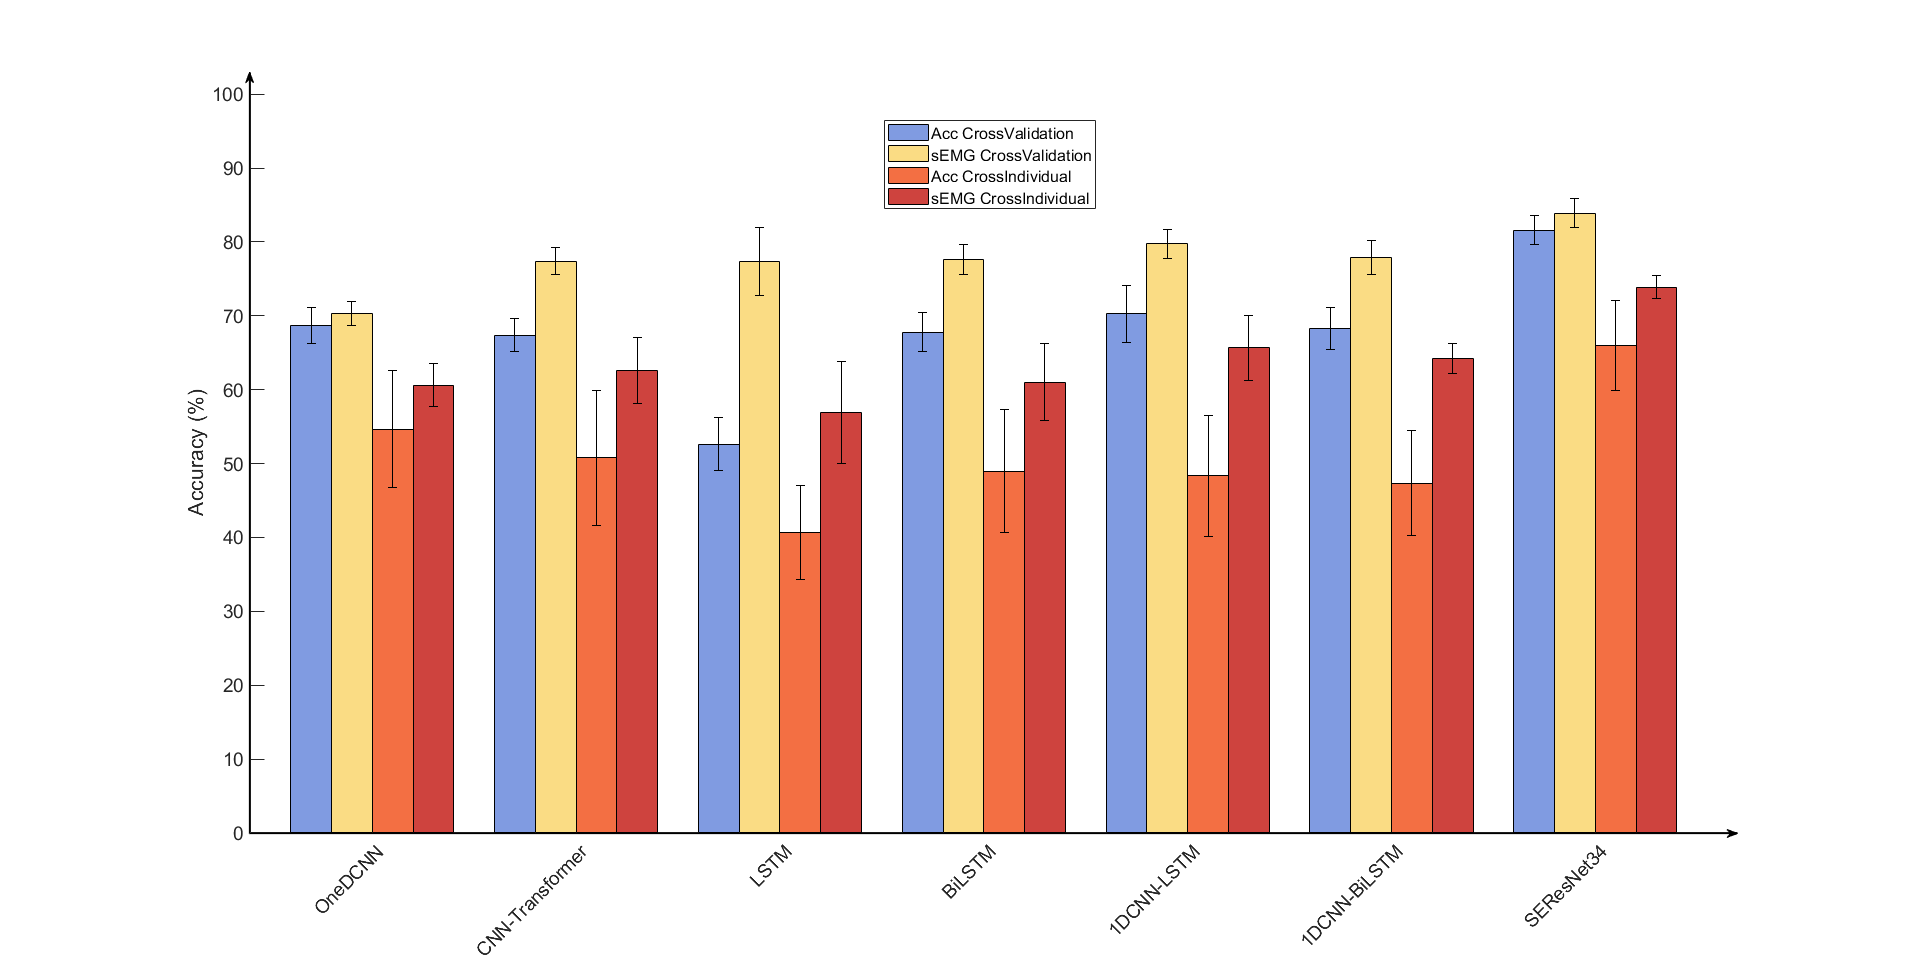 100
90
80
70
60
50
40
30
20
10
0
Accuracy (%)
Acc CrossValidation
sEMG CrossValidation
Acc CrossIndividual
sEMG CrossIndividual
OneDCNN
CNN-Transformer
LSTM
BiLSTM
1DCNN-LSTM
1DCNN-BiLSTM
SEResNet34